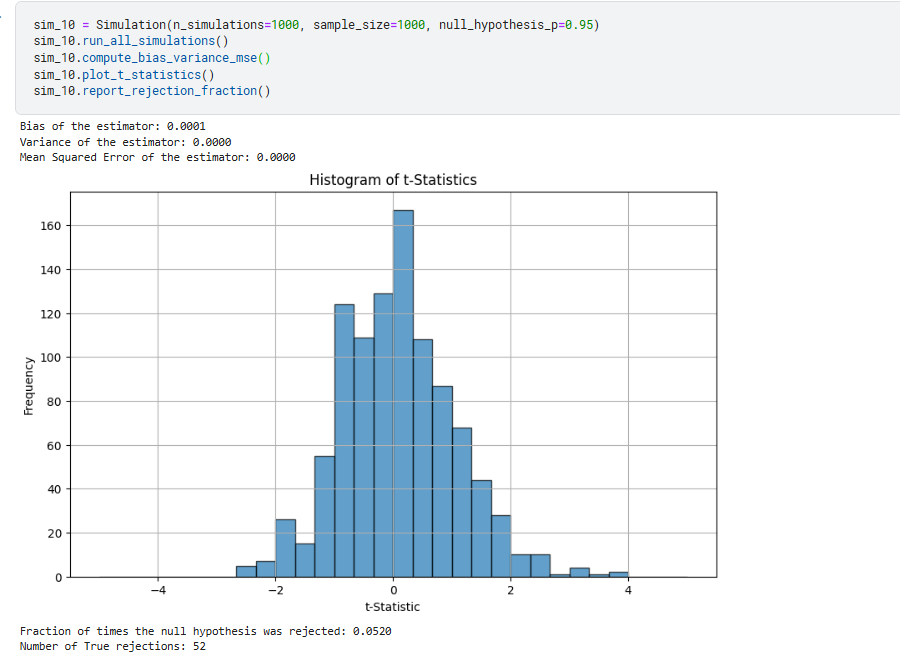 sim_10 = Simulation(n_simulations=1000, sample_size=1000, null_hypothesis_p=0.95)
sim_10.run_all_simulations()
sim_10.compute_bias_variance_mse()
sim_10.plot_t_statistics()
sim_10.report_rejection_fraction()
Bias of the estimator: 0.0001
Variance of the estimator: 0.0000
Mean Squared Error of the estimator: 0.0000
Histogram of t-Statistics
Frequency
160
140
120
100
80
60
40
20
0
−4 −2 0 2 4
t-Statistic
Fraction of times the null hypothesis was rejected: 0.0520
Number of True rejections: 52